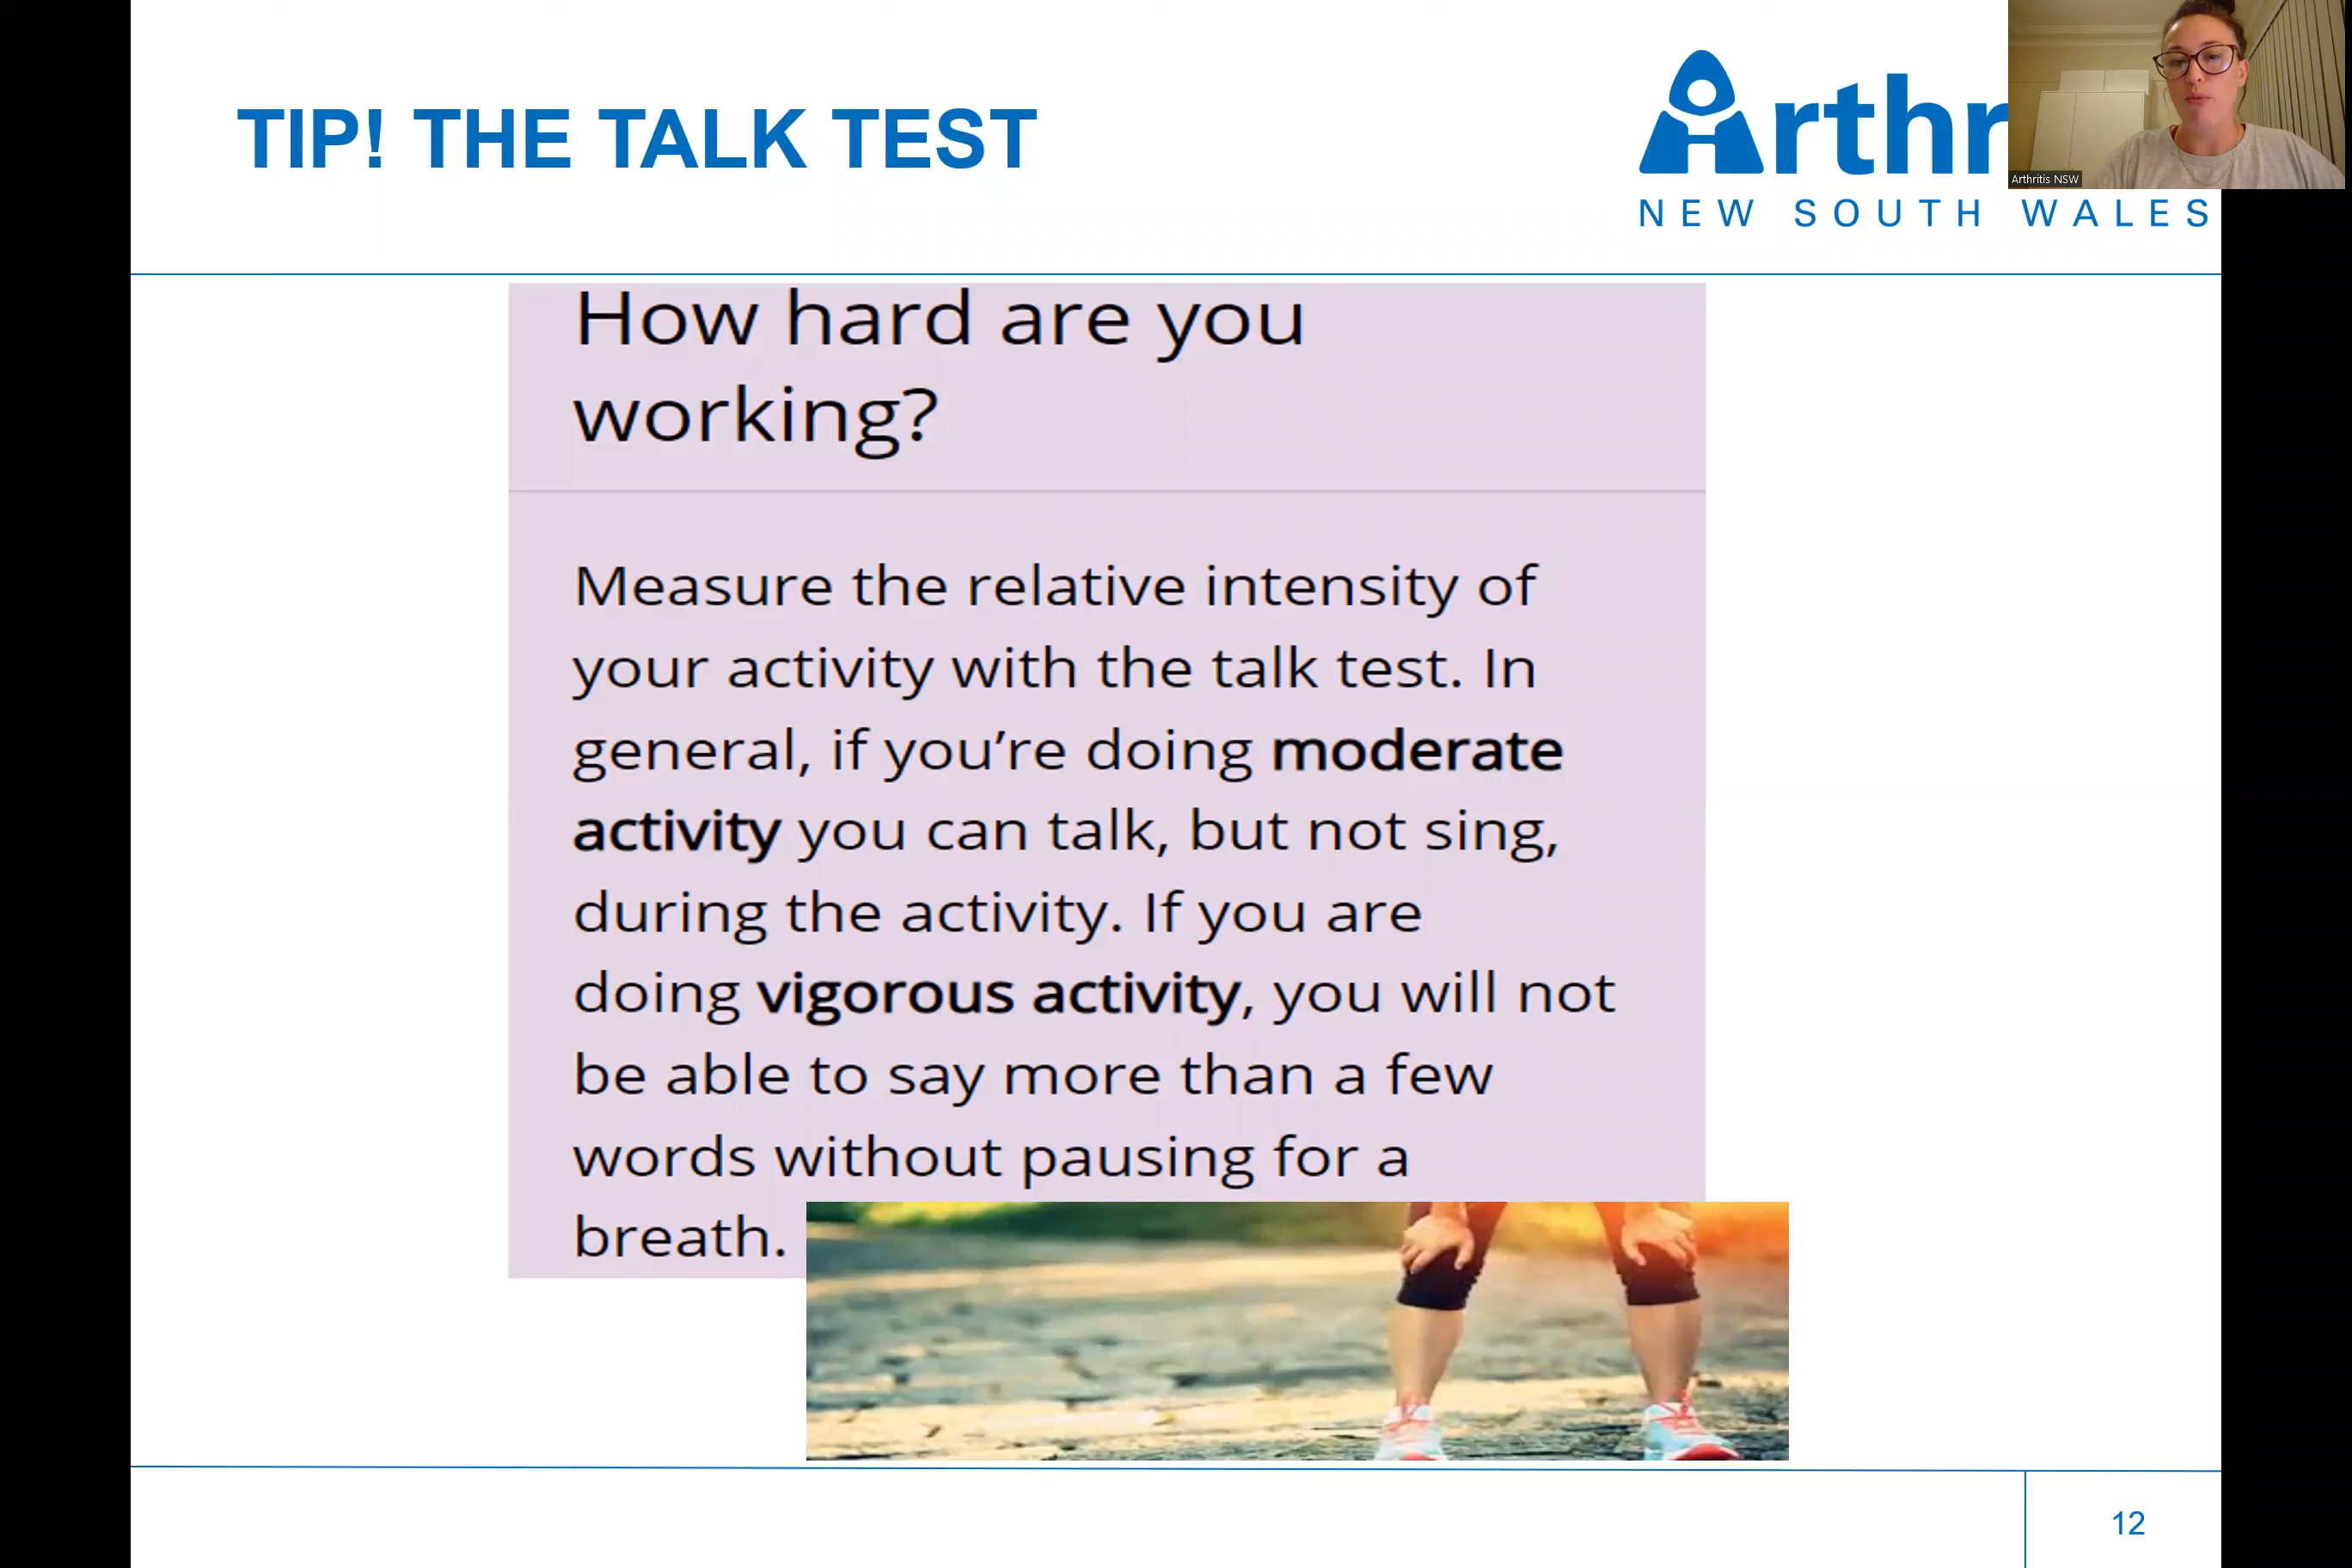 TIP! THE TALK TEST
Arthr
NEW SOUTH WALES
Arthritis NSW
How hard are you
working?
Measure the relative intensity of
your activity with the talk test. In
general, if you’re doing moderate
activity you can talk, but not sing,
during the activity. If you are
doing vigorous activity, you will not
be able to say more than a few
words without pausing for a
breath.
12